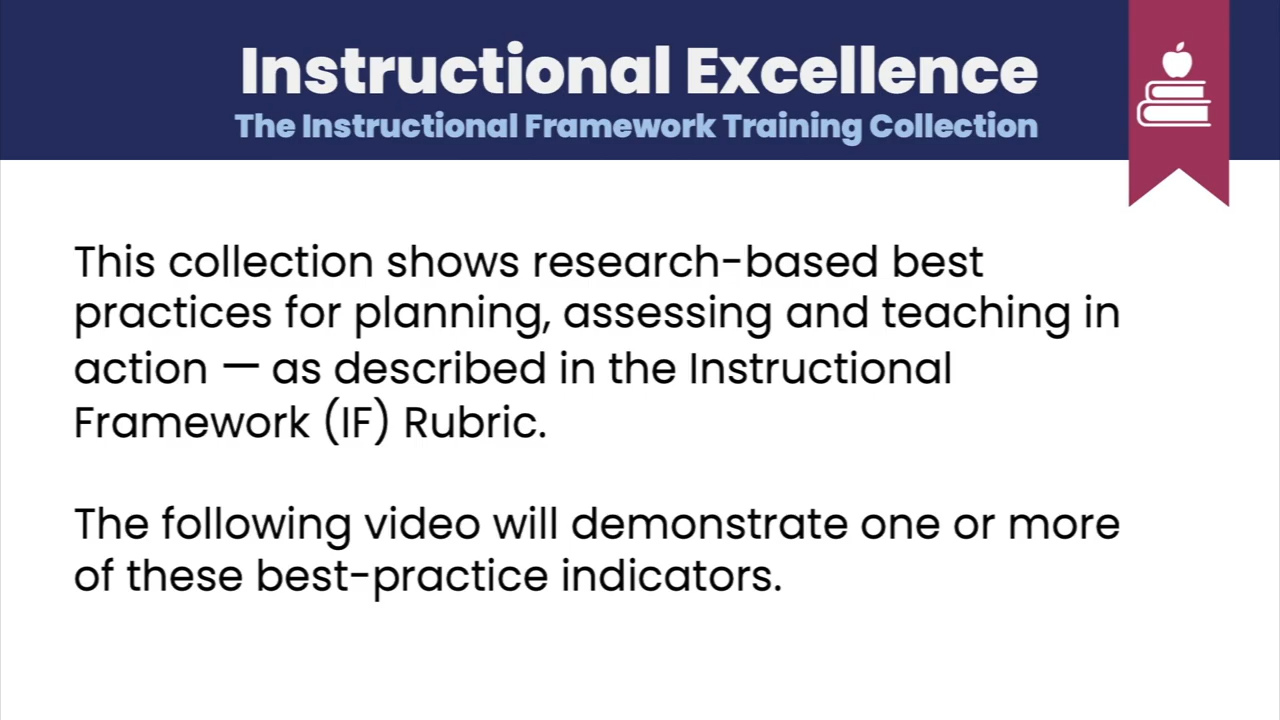 Instructional Excellence
The Instructional Framework Training Collection
This collection shows research-based best
practices for planning, assessing and teaching in
action — as described in the Instructional
Framework (IF) Rubric.
The following video will demonstrate one or more
of these best-practice indicators.